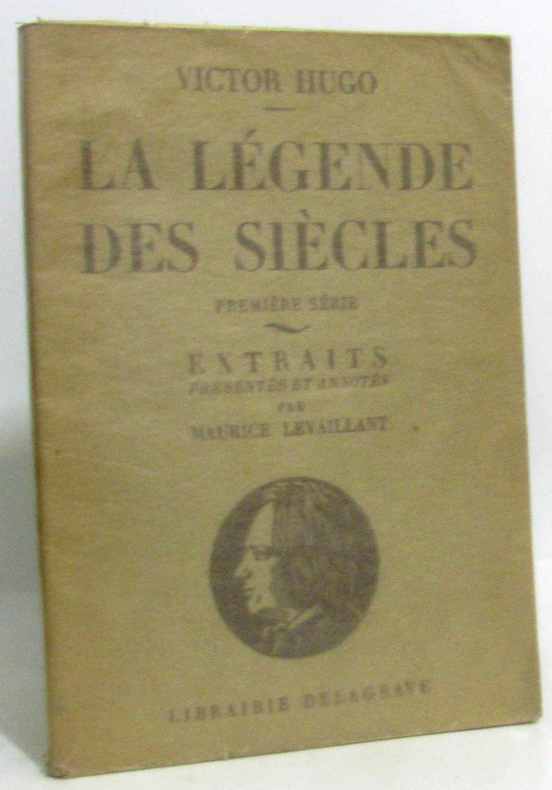 VICTOR HUGO
LA LÉGENDE
DES SIÈCLES
PREMIÈRE SÉRIE
EXTRAITS
PRÉSENTÉS ET ANNOTÉS
PAR
MAURICE LEVAILLANT
LIBRAIRIE DELAGRAVE